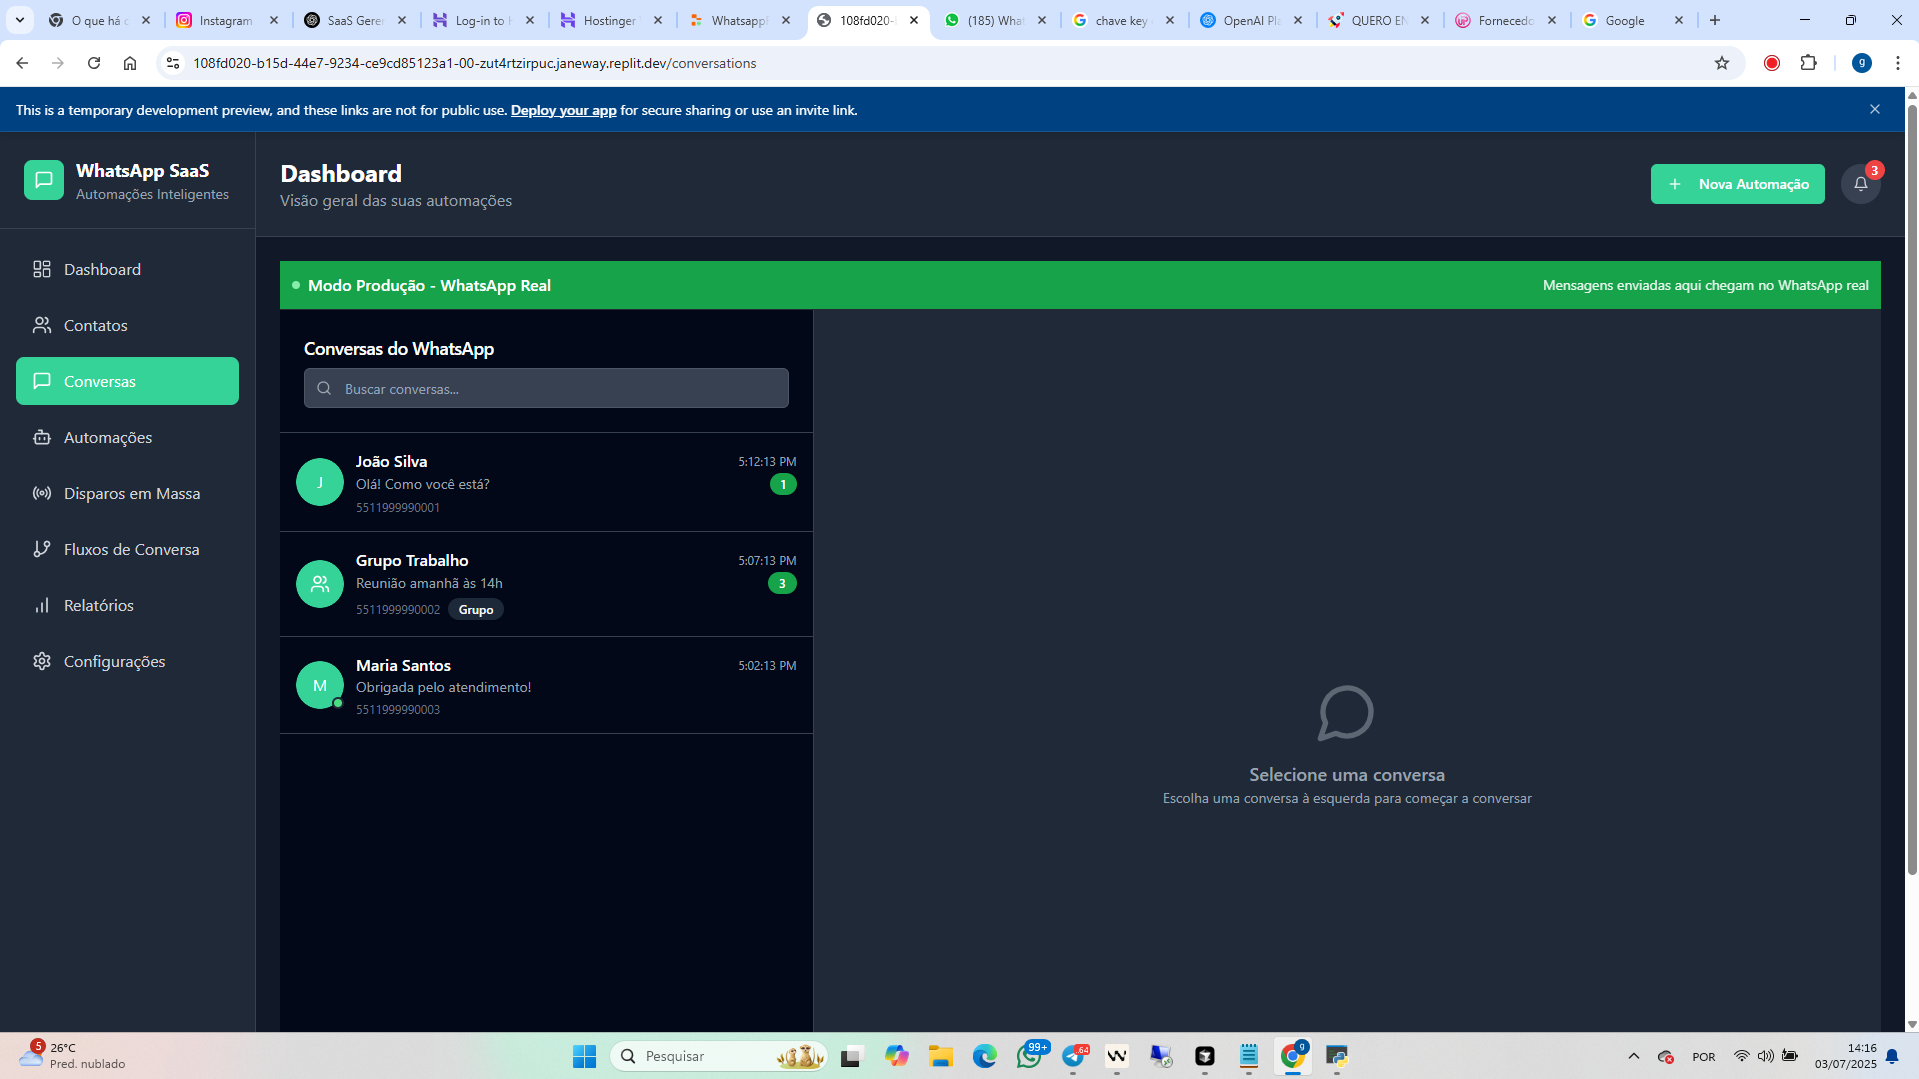 O que há
Instagram
SaaS Geren
Log-in to
Hostinger
Whatsapp
108fd020-
(185) What
chave key
OpenAI Pla
QUERO EN
Fornecedo
Google
108fd020-b15d-44e7-9234-ce9cd85123a1-00-zut4rtzirpuc.janeway.replit.dev/conversations
g
This is a temporary development preview, and these links are not for public use. Deploy your app for secure sharing or use an invite link.
WhatsApp SaaS
Automações Inteligentes
Dashboard
Contatos
Conversas
Automações
Disparos em Massa
Fluxos de Conversa
Relatórios
Configurações
Dashboard
Visão geral das suas automações
Nova Automação
3
Modo Produção - WhatsApp Real
Mensagens enviadas aqui chegam no WhatsApp real
Conversas do WhatsApp
Buscar conversas...
J
João Silva
5:12:13 PM
Olá! Como você está?
1
5511999990001
Grupo Trabalho
5:07:13 PM
Reunião amanhã às 14h
3
5511999990002
Grupo
M
Maria Santos
5:02:13 PM
Obrigada pelo atendimento!
5511999990003
Selecione uma conversa
Escolha uma conversa à esquerda para começar a conversar
5
26°C
Pred. nublado
Pesquisar
99+
64
g
POR
14:16
03/07/2025